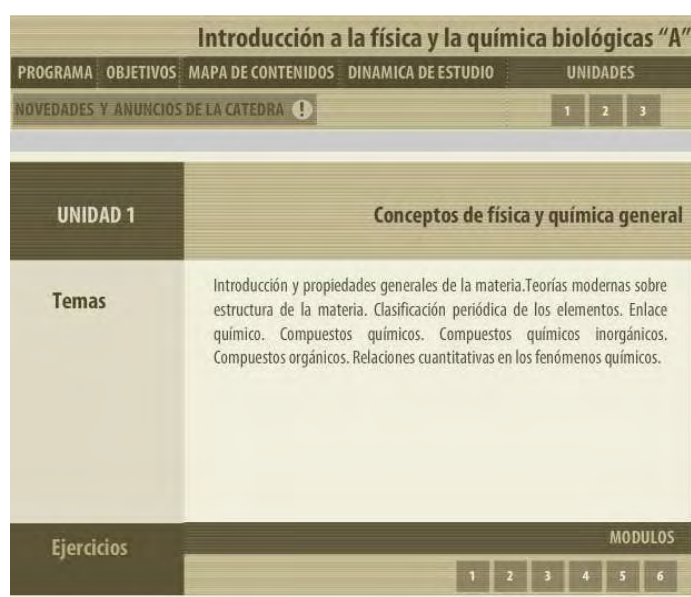 Introducción a la física y la química biológicas “A”
PROGRAMA OBJETIVOS MAPA DE CONTENIDOS DINAMICA DE ESTUDIO UNIDADES
NOVEDADES Y ANUNCIOS DE LA CATEDRA ! 1 2 3
UNIDAD 1 Conceptos de física y química general
Temas
Introducción y propiedades generales de la materia.Teorías modernas sobre
estructura de la materia. Clasificación periódica de los elementos. Enlace
químico. Compuestos químicos. Compuestos químicos inorgánicos.
Compuestos orgánicos. Relaciones cuantitativas en los fenómenos químicos.
Ejercicios
MODULOS
1 2 3 4 5 6